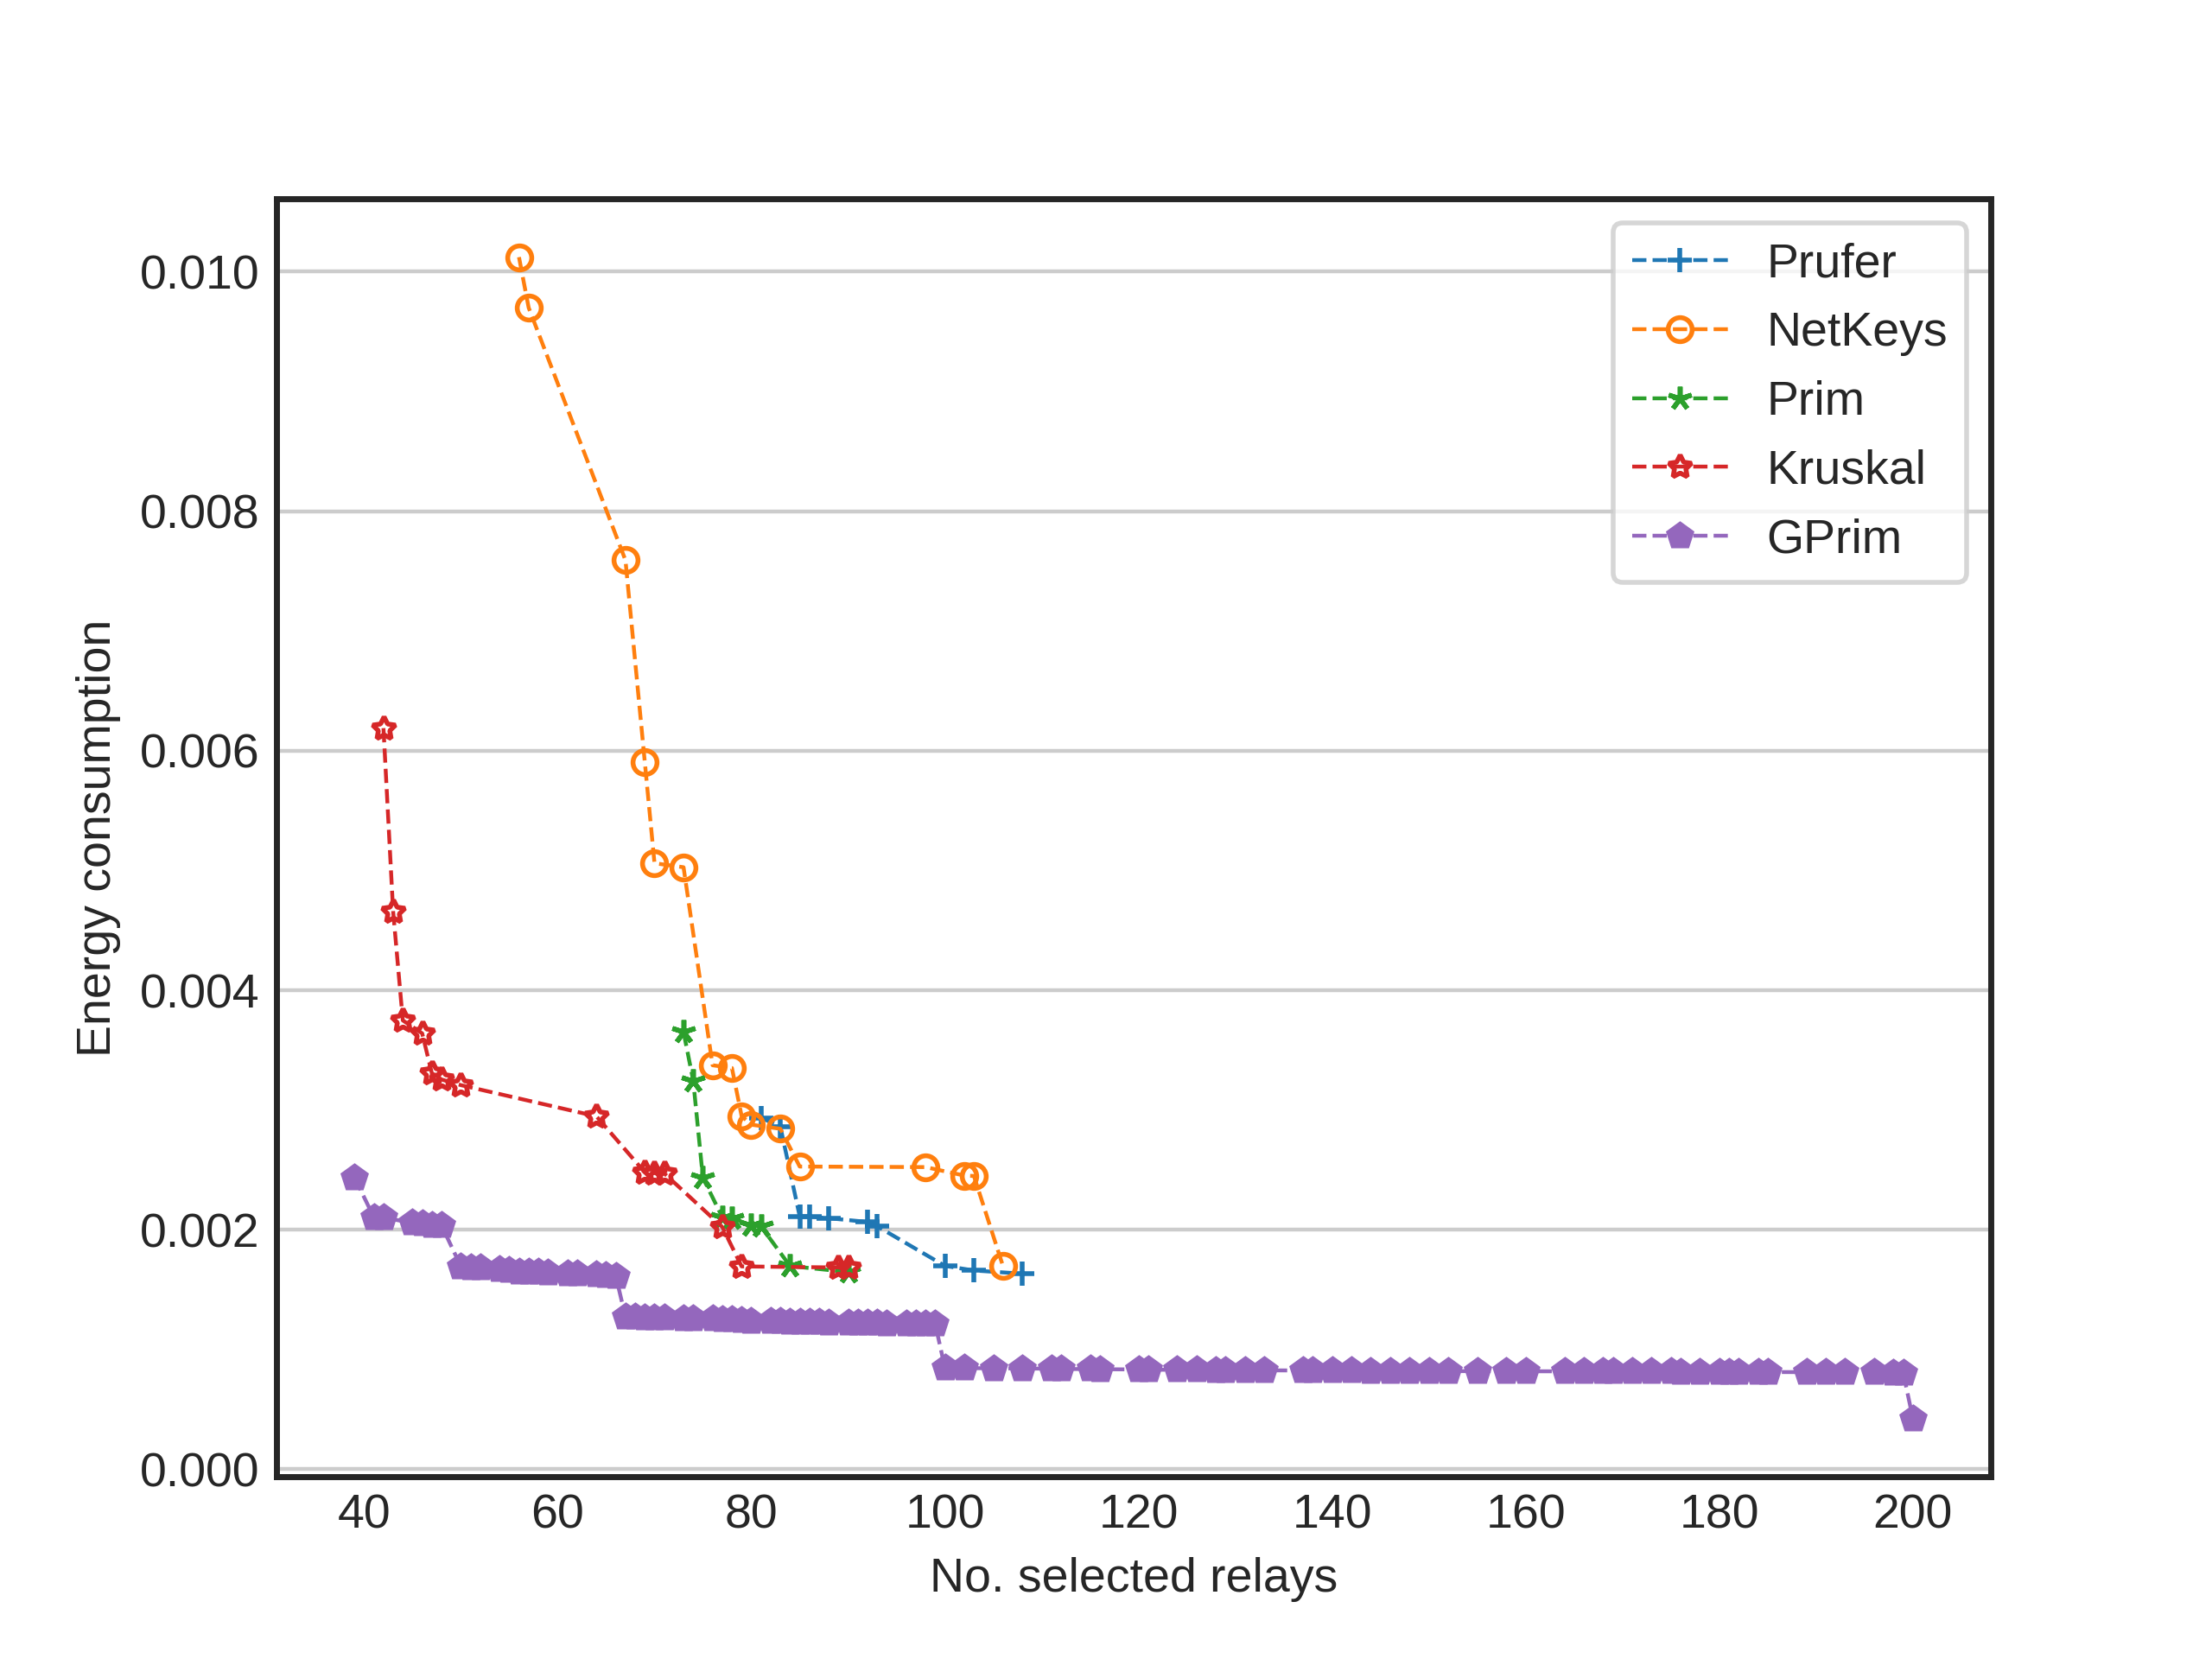 Prufer
NetKeys
Prim
Kruskal
GPrim
0.010
0.008
0.006
0.004
0.002
0.000
Energy consumption
40 60 80 100 120 140 160 180 200
No. selected relays